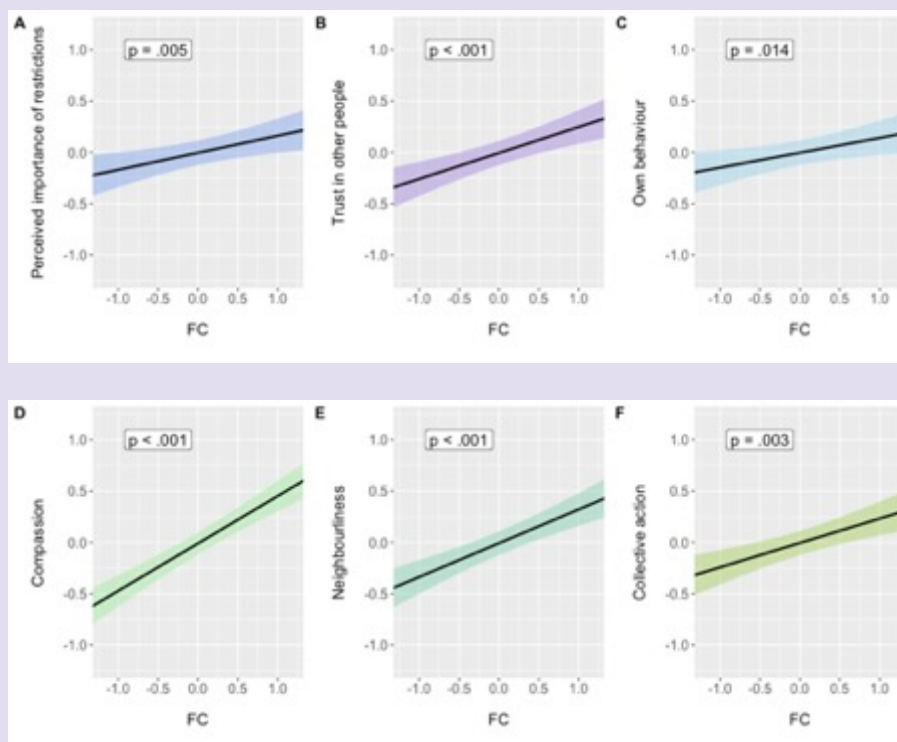 A
B
C
Perceived importance of restrictions
p = .005
1.0
0.5
0.0
-0.5
-1.0
-1.0 -0.5 0.0 0.5 1.0
FC
Trust in other people
p < .001
1.0
0.5
0.0
-0.5
-1.0
-1.0 -0.5 0.0 0.5 1.0
FC
Own behaviour
p = .014
1.0
0.5
0.0
-0.5
-1.0
-1.0 -0.5 0.0 0.5 1.0
FC
D
E
F
Compassion
p < .001
1.0
0.5
0.0
-0.5
-1.0
-1.0 -0.5 0.0 0.5 1.0
FC
Neighbourliness
p < .001
1.0
0.5
0.0
-0.5
-1.0
-1.0 -0.5 0.0 0.5 1.0
FC
Collective action
p = .003
1.0
0.5
0.0
-0.5
-1.0
-1.0 -0.5 0.0 0.5 1.0
FC